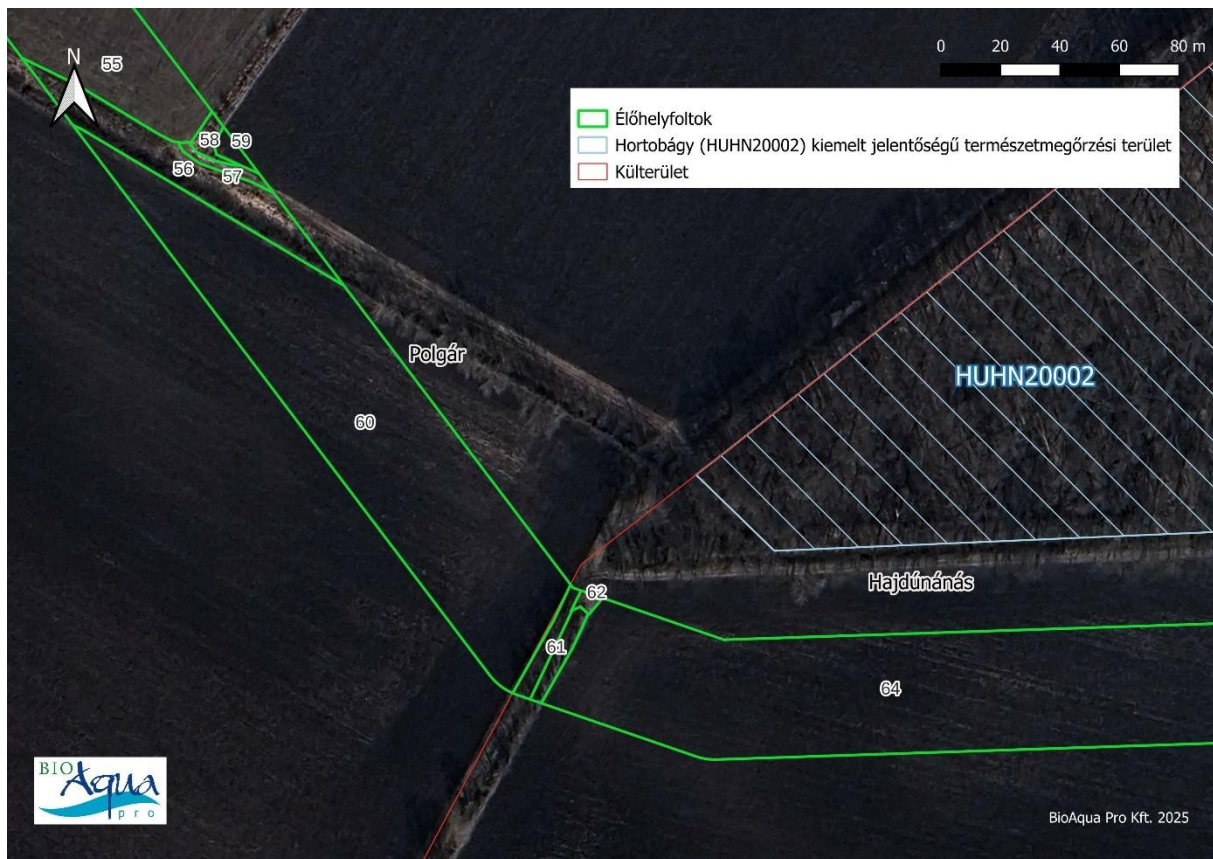 N
55
0 20 40 60 80 m
Élőhelyfoltok
Hortobágy (HUHN20002) kiemelt jelentőségű természetmegőrzési terület
Külterület
58
59
56
57
Polgár
HUHN20002
60
Hajdúnánás
62
61
64
BIO
Aqua
pro
BioAqua Pro Kft. 2025